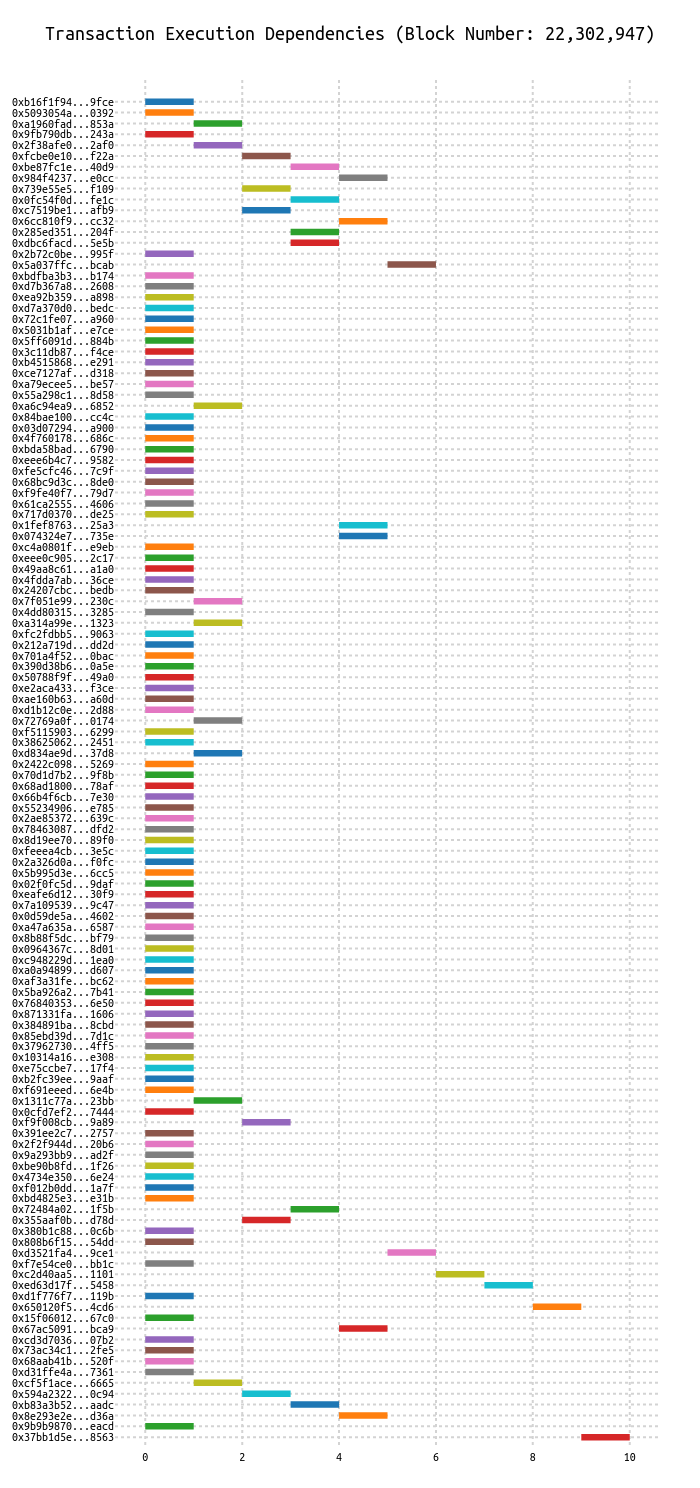 Transaction Execution Dependencies (Block Number: 22,302,947)
0xb16f1f94...9fce
0x5093054a...0392
0xa1960fad...853a
0x9fb790db...243a
0x2f38afe0...2af0
0xfcbe0e10...f22a
0xbe87fc1e...40d9
0x984f4237...e0cc
0x739e55e5...f109
0x0fc54f0d...fe1c
0xc7519be1...afb9
0x6cc810f9...cc32
0x285ed351...204f
0xdbc6facd...5e5b
0x2b72c0be...995f
0x5a037ffc...bcab
0xbdfba3b3...b174
0xd7b367a8...2608
0xea92b359...a898
0xd7a370d0...bedc
0x72c1fe07...a960
0x5031b1af...e7ce
0x5ff6091d...884b
0x3c11db87...f4ce
0xb4515868...e291
0xce7127af...d318
0xa79ecee5...be57
0x55a298c1...8d58
0xa6c94ea9...6852
0x84bae100...cc4c
0x03d07294...a900
0x4f760178...686c
0xbda58bad...6790
0xeee6b4c7...9582
0xfe5cfc46...7c9f
0x68bc9d3c...8de0
0xf9fe40f7...79d7
0x61ca2555...4606
0x717d0370...de25
0x1fef8763...25a3
0x074324e7...735e
0xc4a0801f...e9eb
0xeee0c905...2c17
0x49aa8c61...a1a0
0x4fdda7ab...36ce
0x24207cbc...bedb
0x7f051e99...230c
0x4dd80315...3285
0xa314a99e...1323
0xfc2fdbb5...9063
0x212a719d...dd2d
0x701a4f52...0bac
0x390d38b6...0a5e
0x50788f9f...49a0
0xe2aca433...f3ce
0xae160b63...a60d
0xd1b12c0e...2d88
0x72769a0f...0174
0xf5115903...6299
0x38625062...2451
0xd834ae9d...37d8
0x2422c098...5269
0x70d1d7b2...9f8b
0x68ad1800...78af
0x66b4f6cb...7e30
0x55234906...e785
0x2ae85372...639c
0x78463087...dfd2
0x8d19ee70...89f0
0xfeeea4cb...3e5c
0x2a326d0a...f0fc
0x5b995d3e...6cc5
0x02f0fc5d...9daf
0xeafe6d12...30f9
0x7a109539...9c47
0x0d59de5a...4602
0xa47a635a...6587
0x8b88f5dc...bf79
0x0964367c...8d01
0xc948229d...1ea0
0xa0a94899...d607
0xaf3a31fe...bc62
0x5ba926a2...7b41
0x76840353...6e50
0x871331fa...1606
0x384891ba...8cbd
0x85ebd39d...7d1c
0x37962730...4ff5
0x10314a16...e308
0xe75ccbe7...17f4
0xb2fc39ee...9aaf
0xf691eeed...6e4b
0x1311c77a...23bb
0x0cfd7ef2...7444
0xf9f008cb...9a89
0x391ee2c7...2757
0x2f2f944d...20b6
0x9a293bb9...ad2f
0xbe90b8fd...1f26
0x4734e350...6e24
0xf012b0dd...1a7f
0xbd4825e3...e31b
0x72484a02...1f5b
0x355aaf0b...d78d
0x380b1c88...0c6b
0x808b6f15...54dd
0xd3521fa4...9ce1
0xf7e54ce0...bb1c
0xc2d40aa5...1101
0xed63d17f...5458
0xd1f776f7...119b
0x650120f5...4cd6
0x15f06012...67c0
0x67ac5091...bca9
0xcd3d7036...07b2
0x73ac34c1...2fe5
0x68aab41b...520f
0xd31ffe4a...7361
0xcf5f1ace...6665
0x594a2322...0c94
0xb83a3b52...aadc
0x8e293e2e...d36a
0x9b9b9870...eacd
0x37bb1d5e...8563
0 2 4 6 8 10